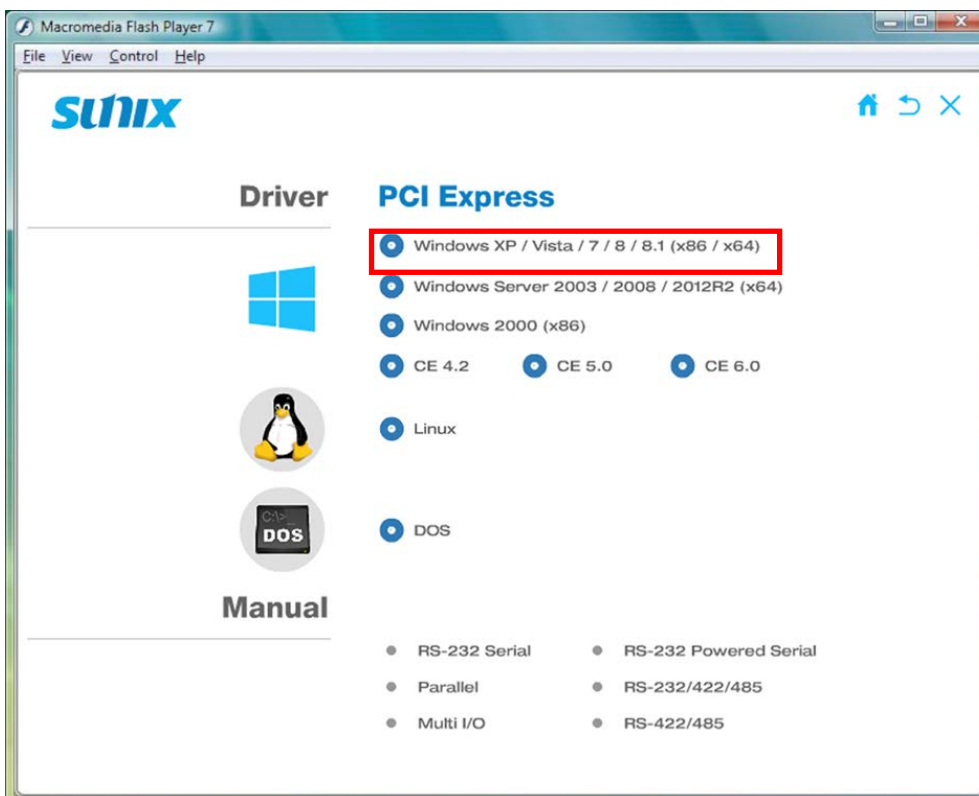 Macromedia Flash Player 7
File View Control Help
SUNIX
Driver PCI Express
Windows XP / Vista / 7 / 8 / 8.1 (x86 / x64)
Windows Server 2003 / 2008 / 2012R2 (x64)
Windows 2000 (x86)
CE 4.2 CE 5.0 CE 6.0
Linux
C:\>_
DOS
DOS
Manual
RS-232 Serial RS-232 Powered Serial
Parallel RS-232/422/485
Multi I/O RS-422/485